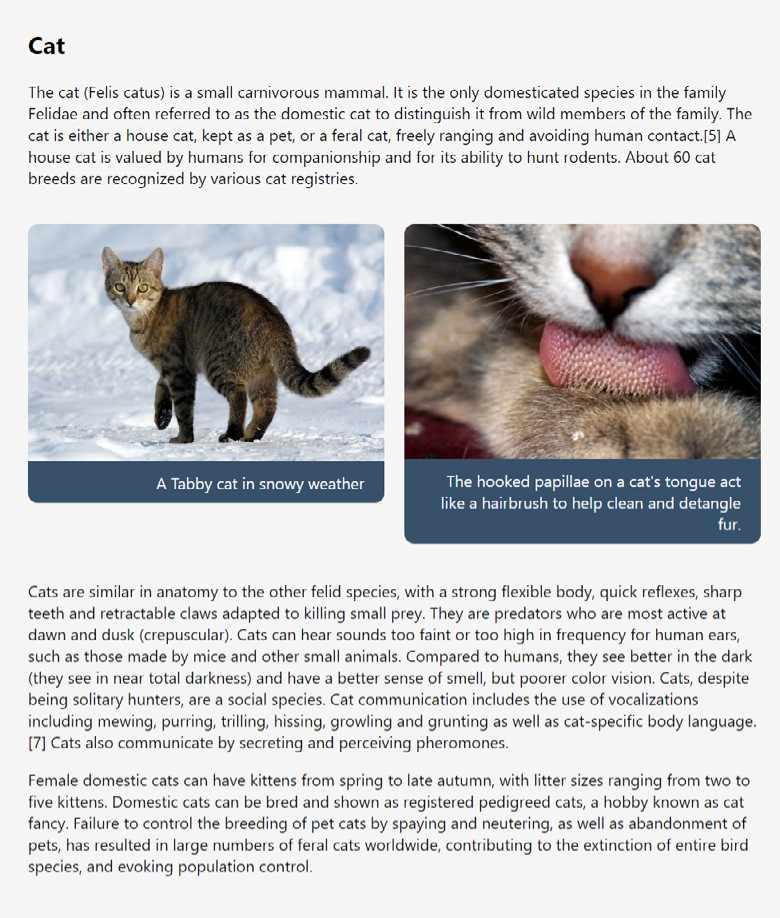 Cat
The cat (Felis catus) is a small carnivorous mammal. It is the only domesticated species in the family
Felidae and often referred to as the domestic cat to distinguish it from wild members of the family. The
cat is either a house cat, kept as a pet, or a feral cat, freely ranging and avoiding human contact.[5] A
house cat is valued by humans for companionship and for its ability to hunt rodents. About 60 cat
breeds are recognized by various cat registries.
A Tabby cat in snowy weather
The hooked papillae on a cat's tongue act
like a hairbrush to help clean and detangle
fur.
Cats are similar in anatomy to the other felid species, with a strong flexible body, quick reflexes, sharp
teeth and retractable claws adapted to killing small prey. They are predators who are most active at
dawn and dusk (crepuscular). Cats can hear sounds too faint or too high in frequency for human ears,
such as those made by mice and other small animals. Compared to humans, they see better in the dark
(they see in near total darkness) and have a better sense of smell, but poorer color vision. Cats, despite
being solitary hunters, are a social species. Cat communication includes the use of vocalizations
including mewing, purring, trilling, hissing, growling and grunting as well as cat-specific body language.
[7] Cats also communicate by secreting and perceiving pheromones.
Female domestic cats can have kittens from spring to late autumn, with litter sizes ranging from two to
five kittens. Domestic cats can be bred and shown as registered pedigreed cats, a hobby known as cat
fancy. Failure to control the breeding of pet cats by spaying and neutering, as well as abandonment of
pets, has resulted in large numbers of feral cats worldwide, contributing to the extinction of entire bird
species, and evoking population control.